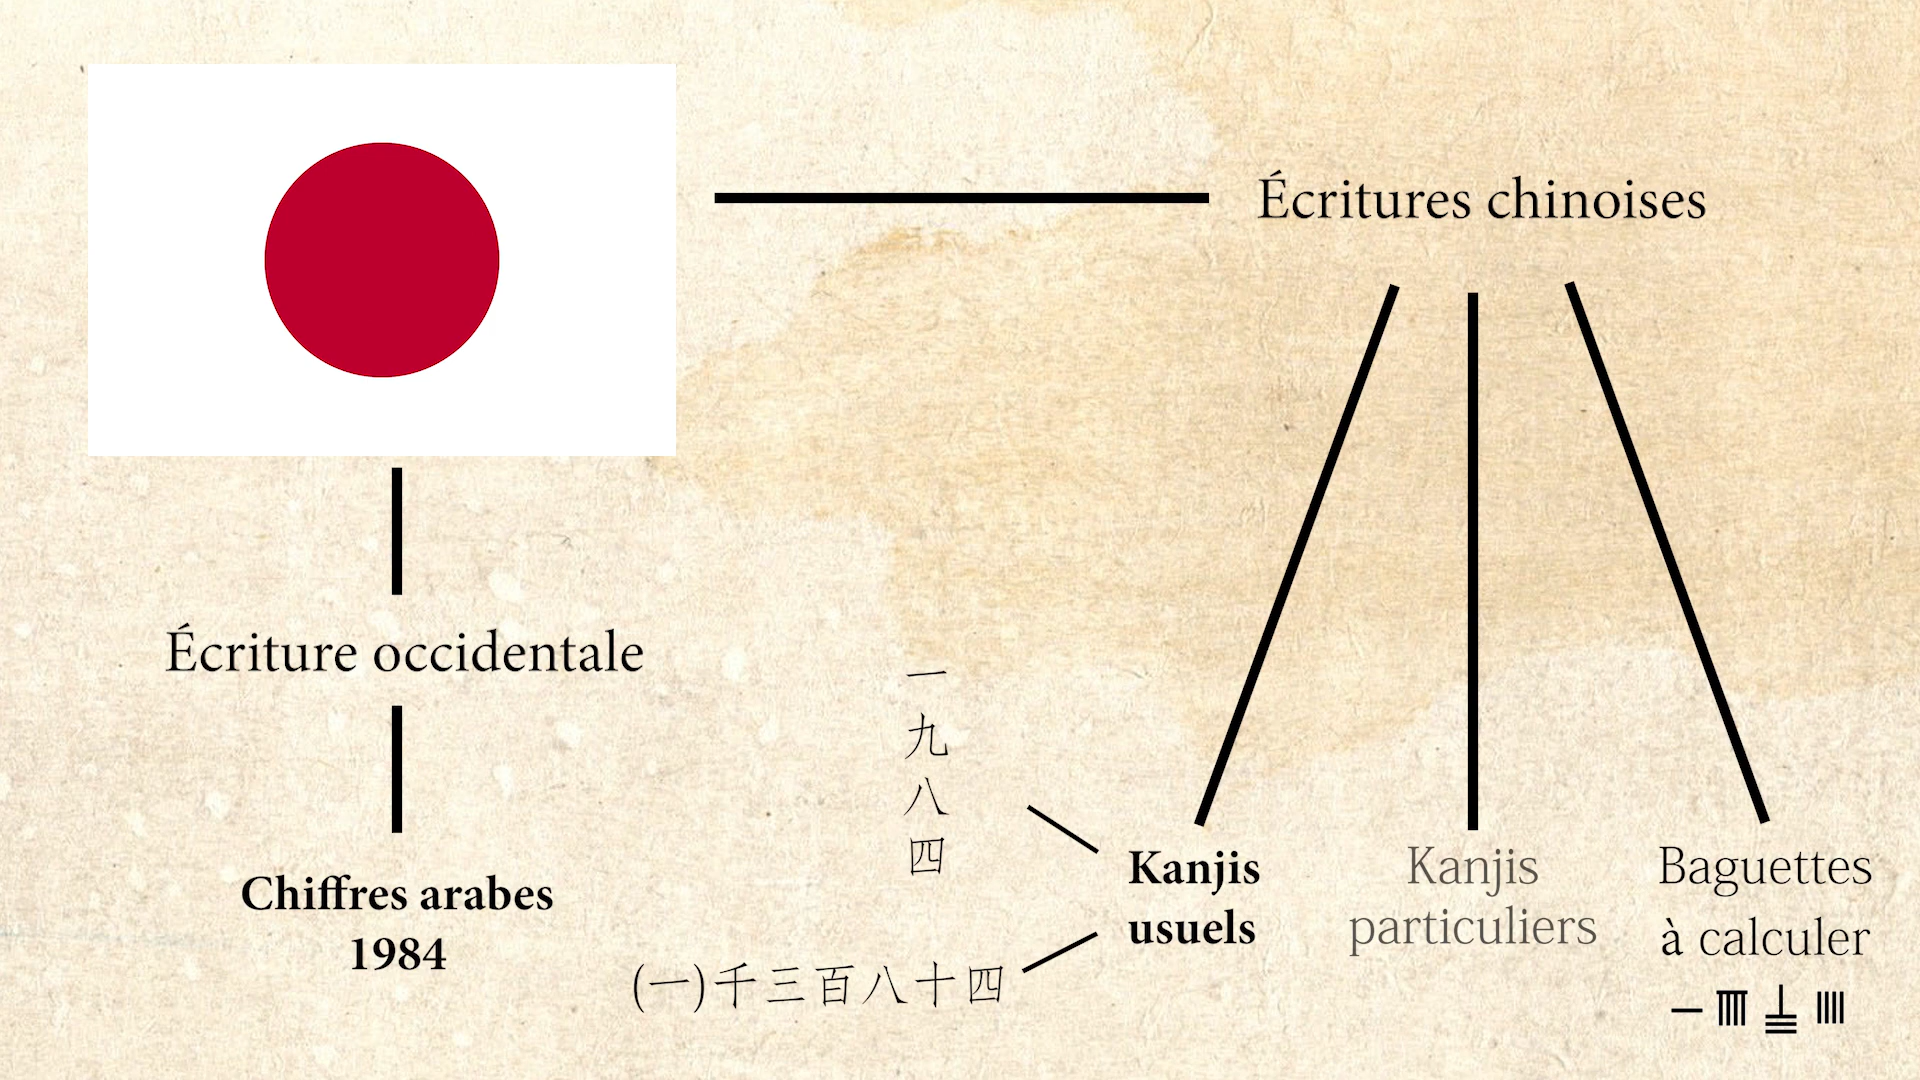 Écritures chinoises
Écriture occidentale
Chiffres arabes
1984
一
九
八
四
(一)千三百八十四
Kanjis
usuels
Kanjis
particuliers
Baguettes
à calculer
𝍩𝍨𝍰𝍣